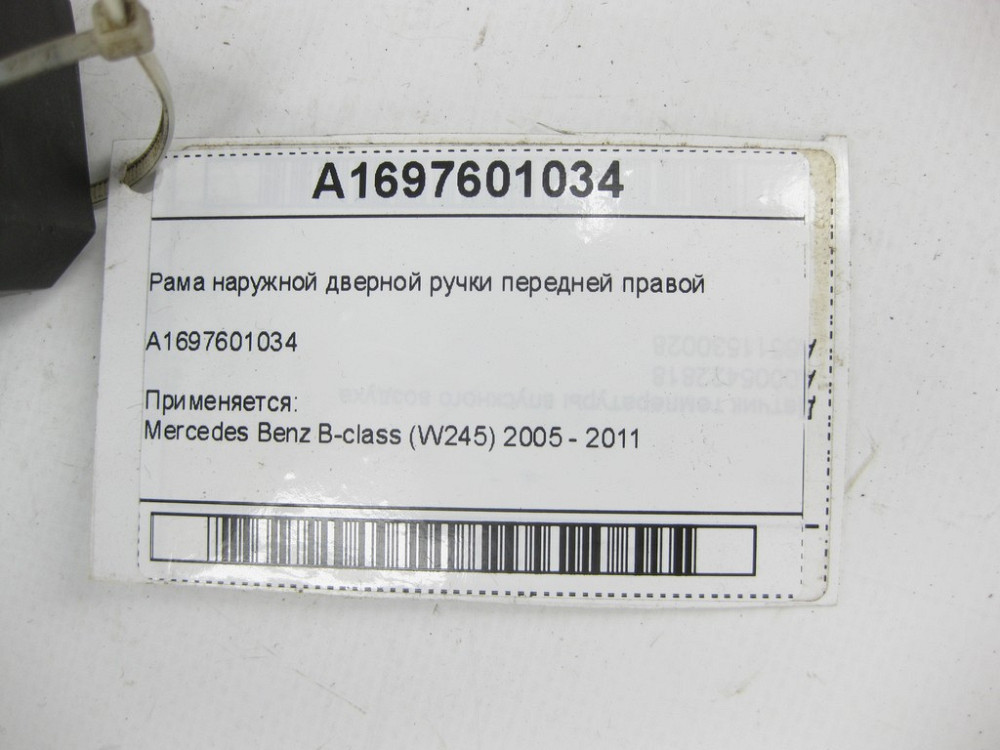 A1697601034
Рама наружной дверной ручки передней правой
A1697601034
Применяется:
Mercedes Benz B-class (W245) 2005 - 2011